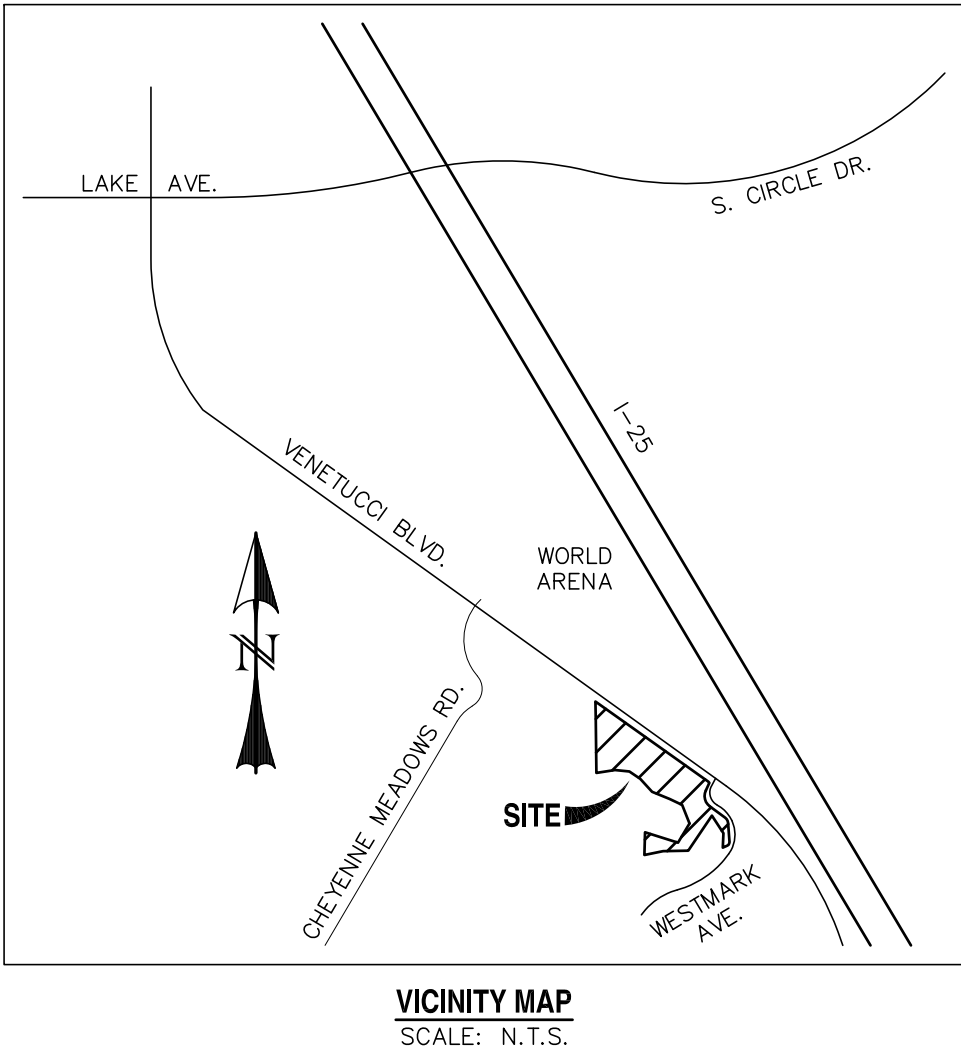 LAKE AVE.
S. CIRCLE DR.
I-25
VENETUCCI BLVD.
WORLD
ARENA
N
CHEYENNE MEADOWS RD.
SITE
WESTMARK
AVE.
VICINITY MAP
SCALE: N.T.S.